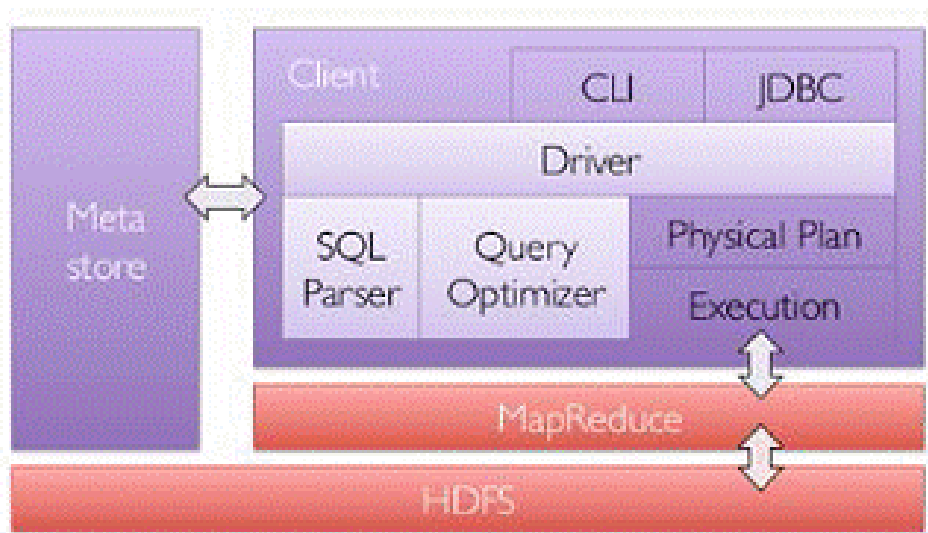 Client
CLI
JDBC
Driver
Meta
store
SQL
Parser
Query
Optimizer
Physical Plan
Execution
MapReduce
HDFS